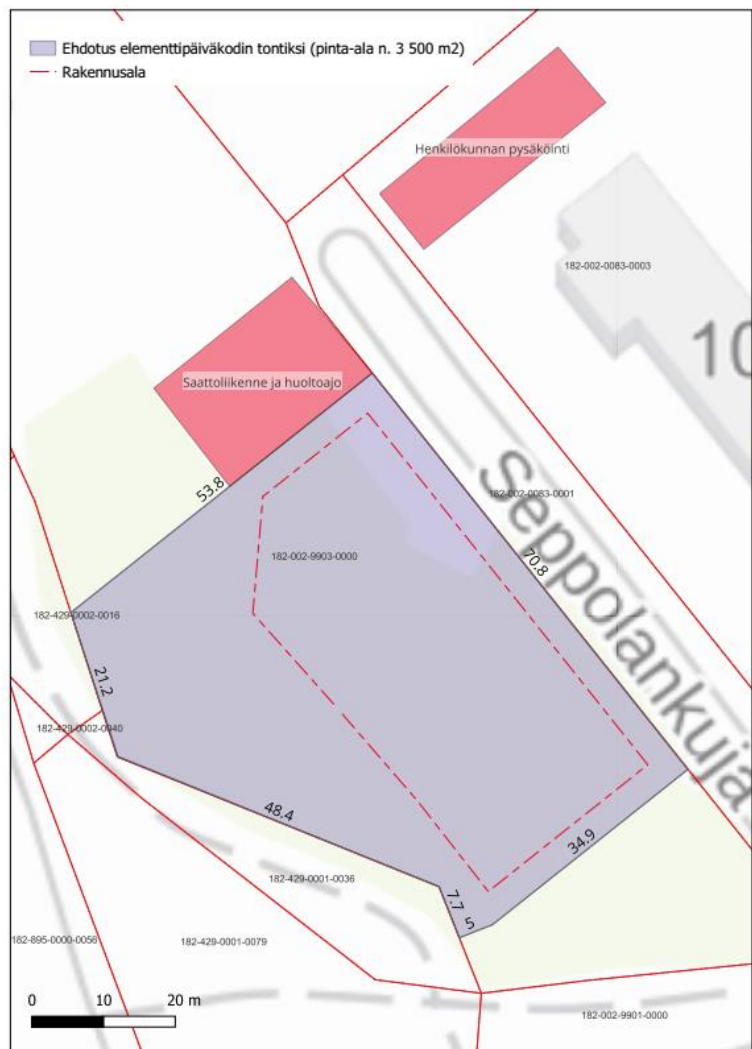 Ehdotus elementtipäiväkodin tontiksi (pinta-ala n. 3 500 m2)
Rakennusala
Henkilökunnan pysäköinti
182-002-0083-0003
10
Saattoliikenne ja huoltoajo
Seppolankuja
53.8
182-002-0083-0001
182-002-9903-0000
70.8
182-429-0002-0016
21.2
182-429-0002-0040
48.4
34.9
182-429-0001-0036
7.7
5
182-895-0000-0056
182-429-0001-0079
0 10 20 m
182-002-9901-0000